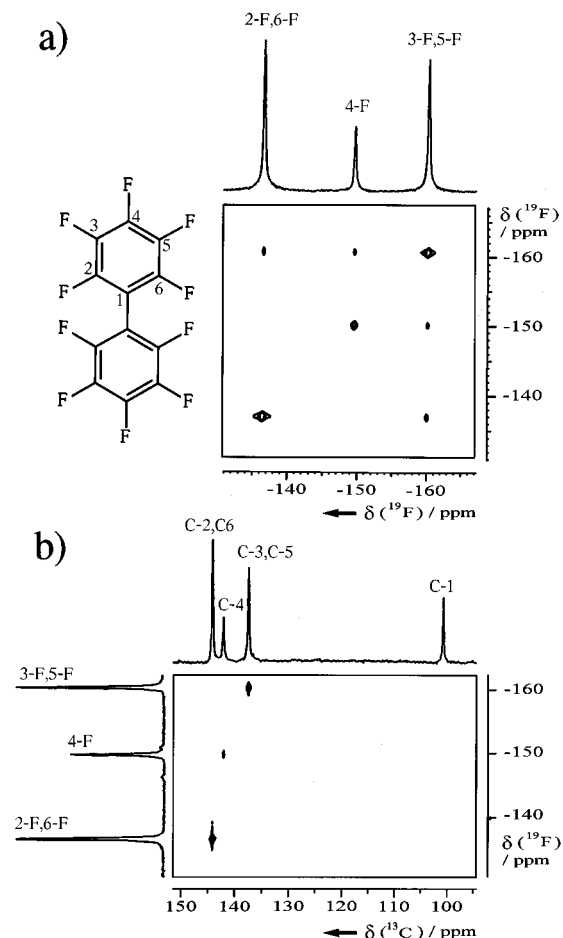 a)
2-F,6-F
4-F
3-F,5-F
F
F F
3 4 5
2 6
F 1 F
F F
F F
F
δ (¹⁹F)
/ ppm
-160
-150
-140
-140 -150 -160
← δ (¹⁹F) / ppm
b)
C-2,C6
C-4
C-3,C-5
C-1
3-F,5-F
4-F
2-F,6-F
-160
-150
-140
δ (¹⁹F)
/ ppm
150 140 130 120 110 100
← δ (¹³C) / ppm